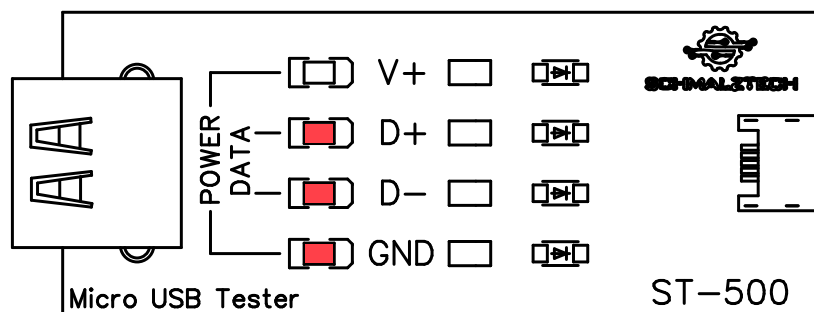 SCHMALZTECH
V+
POWER
DATA
D+
D-
GND
Micro USB Tester
ST-500